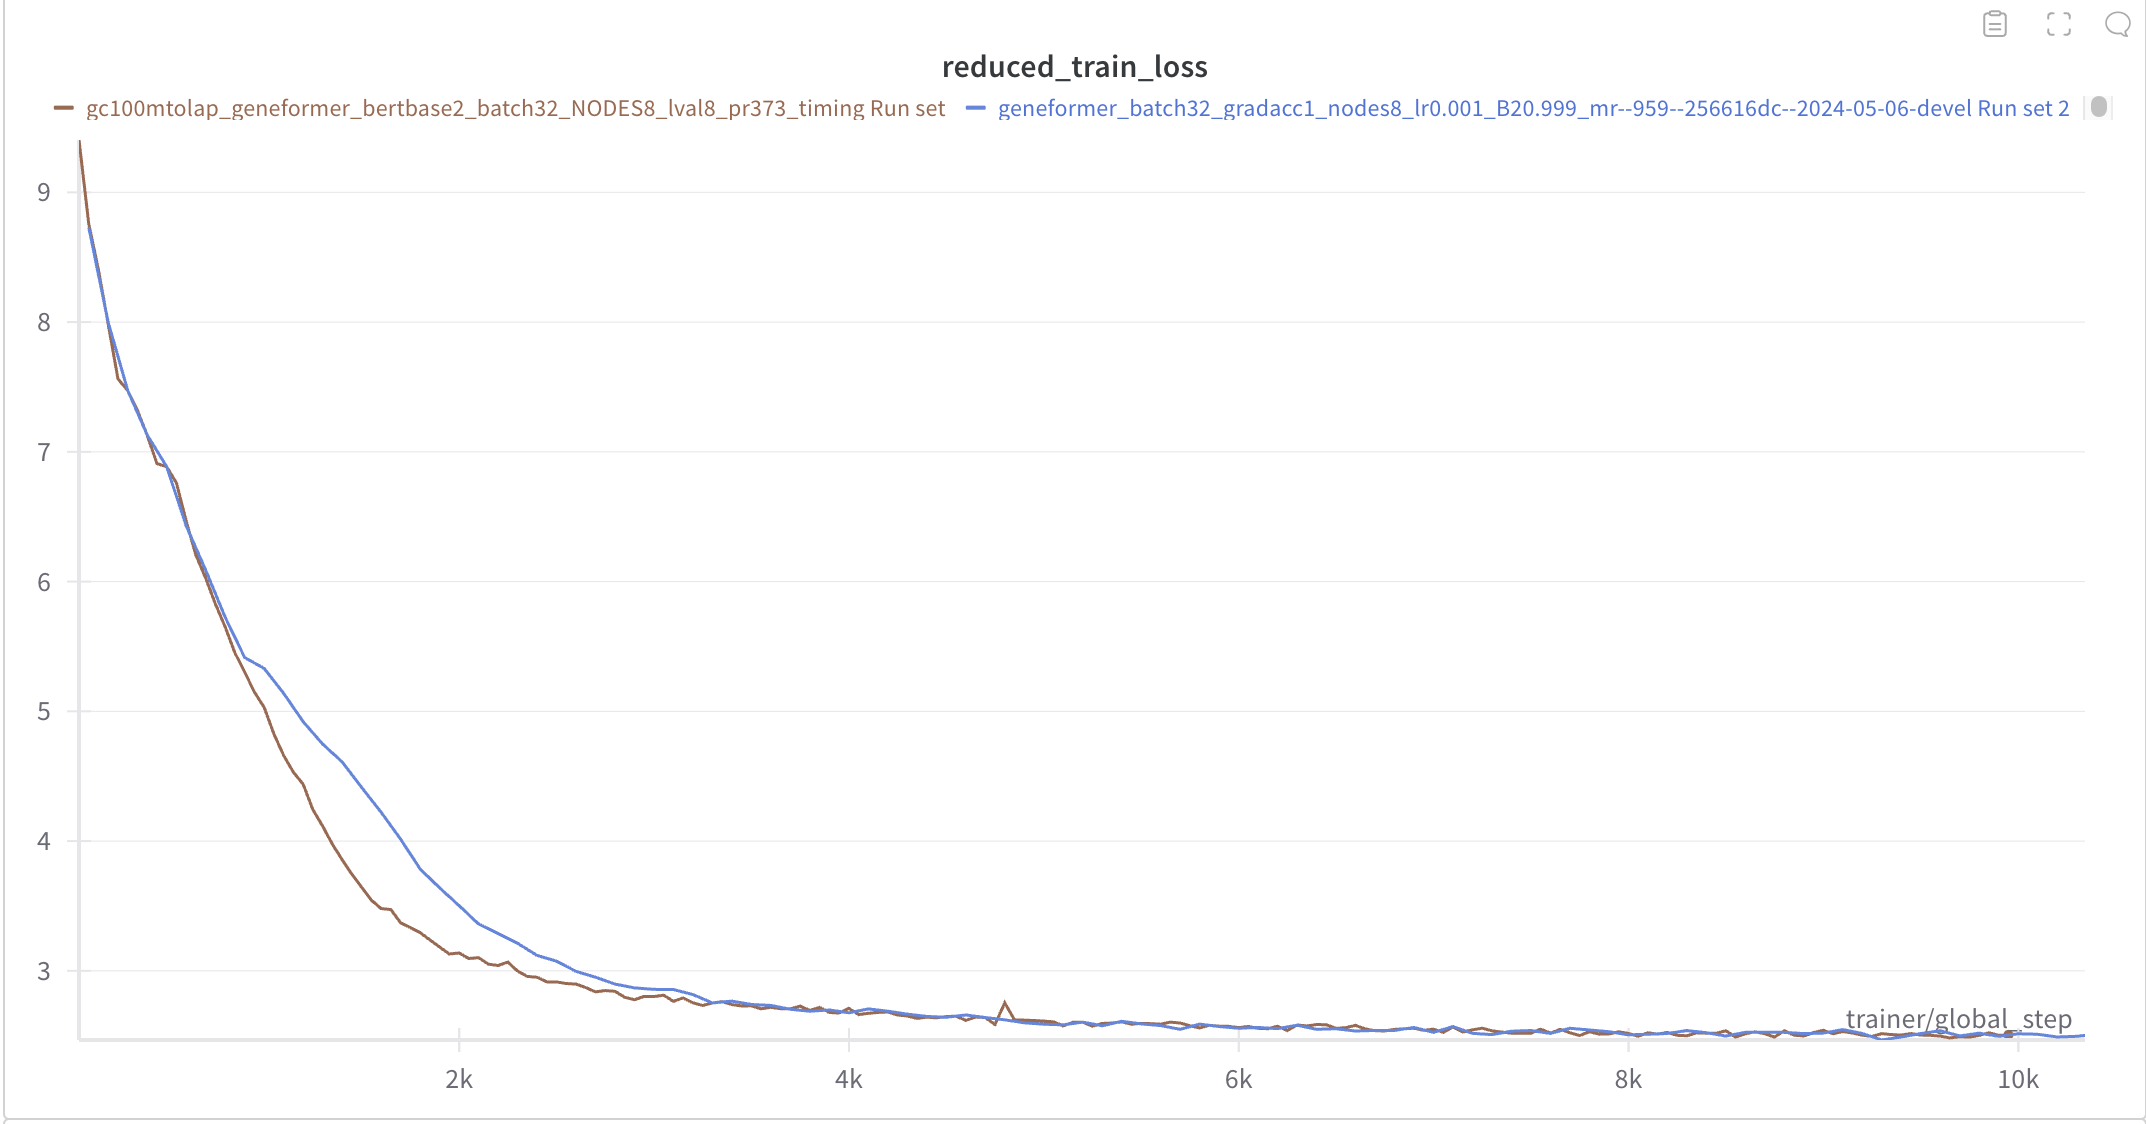 reduced_train_loss
gc100mtolap_geneformer_bertbase2_batch32_NODES8_lval8_pr373_timing Run set
geneformer_batch32_gradacc1_nodes8_lr0.001_B20.999_mr--959--256616dc--2024-05-06-devel Run set 2
9
8
7
6
5
4
3
trainer/global_step
2k
4k
6k
8k
10k